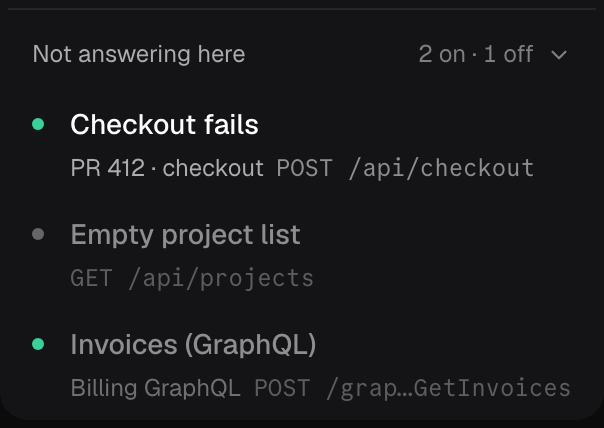 Not answering here 2 on · 1 off
Checkout fails
PR 412 · checkout POST /api/checkout
Empty project list
GET /api/projects
Invoices (GraphQL)
Billing GraphQL POST /grap…GetInvoices